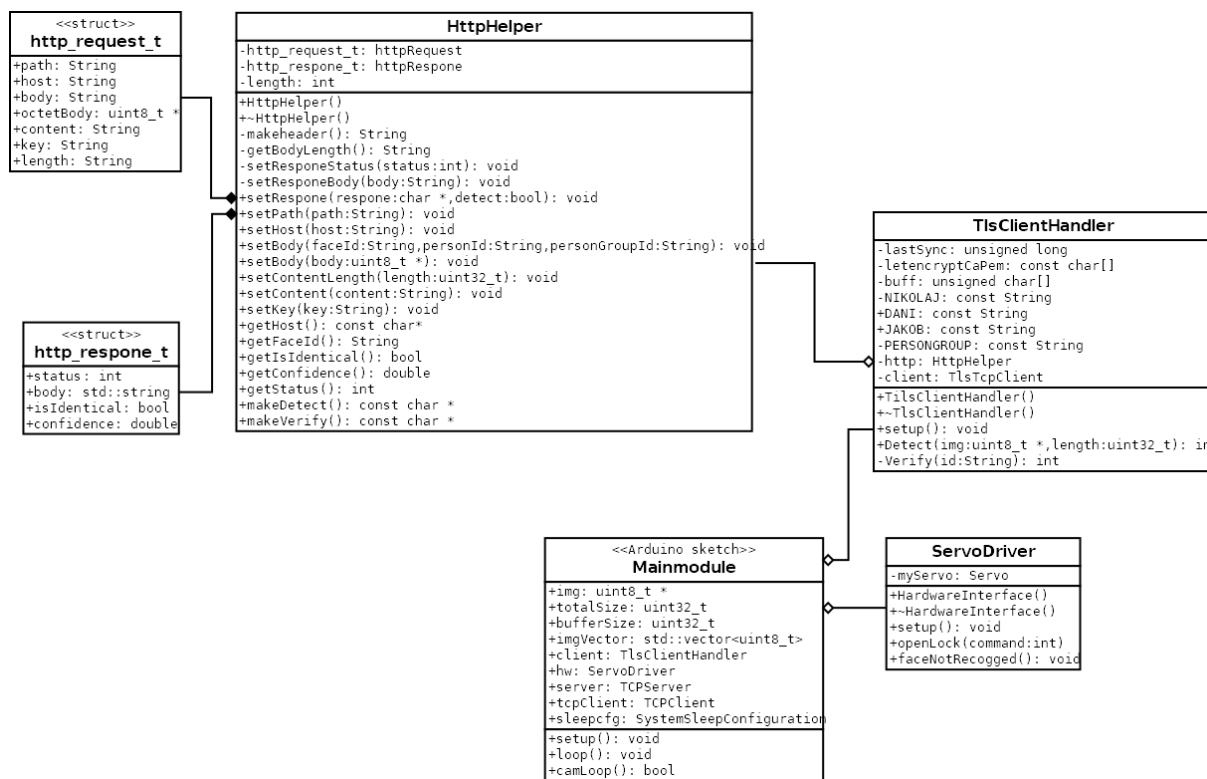 <<struct>>
http_request_t
+path: String
+host: String
+body: String
+octetBody: uint8_t *
+content: String
+key: String
+length: String
HttpHelper
-http_request_t: httpRequest
-http_respone_t: httpRespone
-length: int
+HttpHelper()
+~HttpHelper()
-makeheader(): String
-getBodyLength(): String
-setResponeStatus(status:int): void
-setResponeBody(body:String): void
+setRespone(respone:char *,detect:bool): void
+setPath(path:String): void
+setHost(host:String): void
+setBody(faceId:String,personId:String,personGroupId:String): void
+setBody(body:uint8_t *): void
+setContentLength(length:uint32_t): void
+setContent(content:String): void
+setKey(key:String): void
+getHost(): const char*
+getFaceId(): String
+getIsIdentical(): bool
+getConfidence(): double
+getStatus(): int
+makeDetect(): const char *
+makeVerify(): const char *
<<struct>>
http_respone_t
+status: int
+body: std::string
+isIdentical: bool
+confidence: double
TlsClientHandler
-lastSync: unsigned long
-letencryptCaPem: const char[]
-buff: unsigned char[]
-NIKOLAJ: const String
+DANI: const String
+JAKOB: const String
-PERSONGROUP: const String
-http: HttpHelper
-client: TlsTcpClient
+TilsClientHandler()
+~TlsClientHandler()
+setup(): void
+Detect(img:uint8_t *,length:uint32_t): in
-Verify(id:String): int
<<Arduino sketch>>
Mainmodule
+img: uint8_t *
+totalSize: uint32_t
+bufferSize: uint32_t
+imgVector: std::vector<uint8_t>
+client: TlsClientHandler
+hw: ServoDriver
+server: TCPServer
+tcpClient: TCPClient
+sleepcfg: SystemSleepConfiguration
+setup(): void
+loop(): void
+camLoop(): bool
ServoDriver
-myServo: Servo
+HardwareInterface()
+~HardwareInterface()
+setup(): void
+openLock(command:int)
+faceNotRecogged(): void